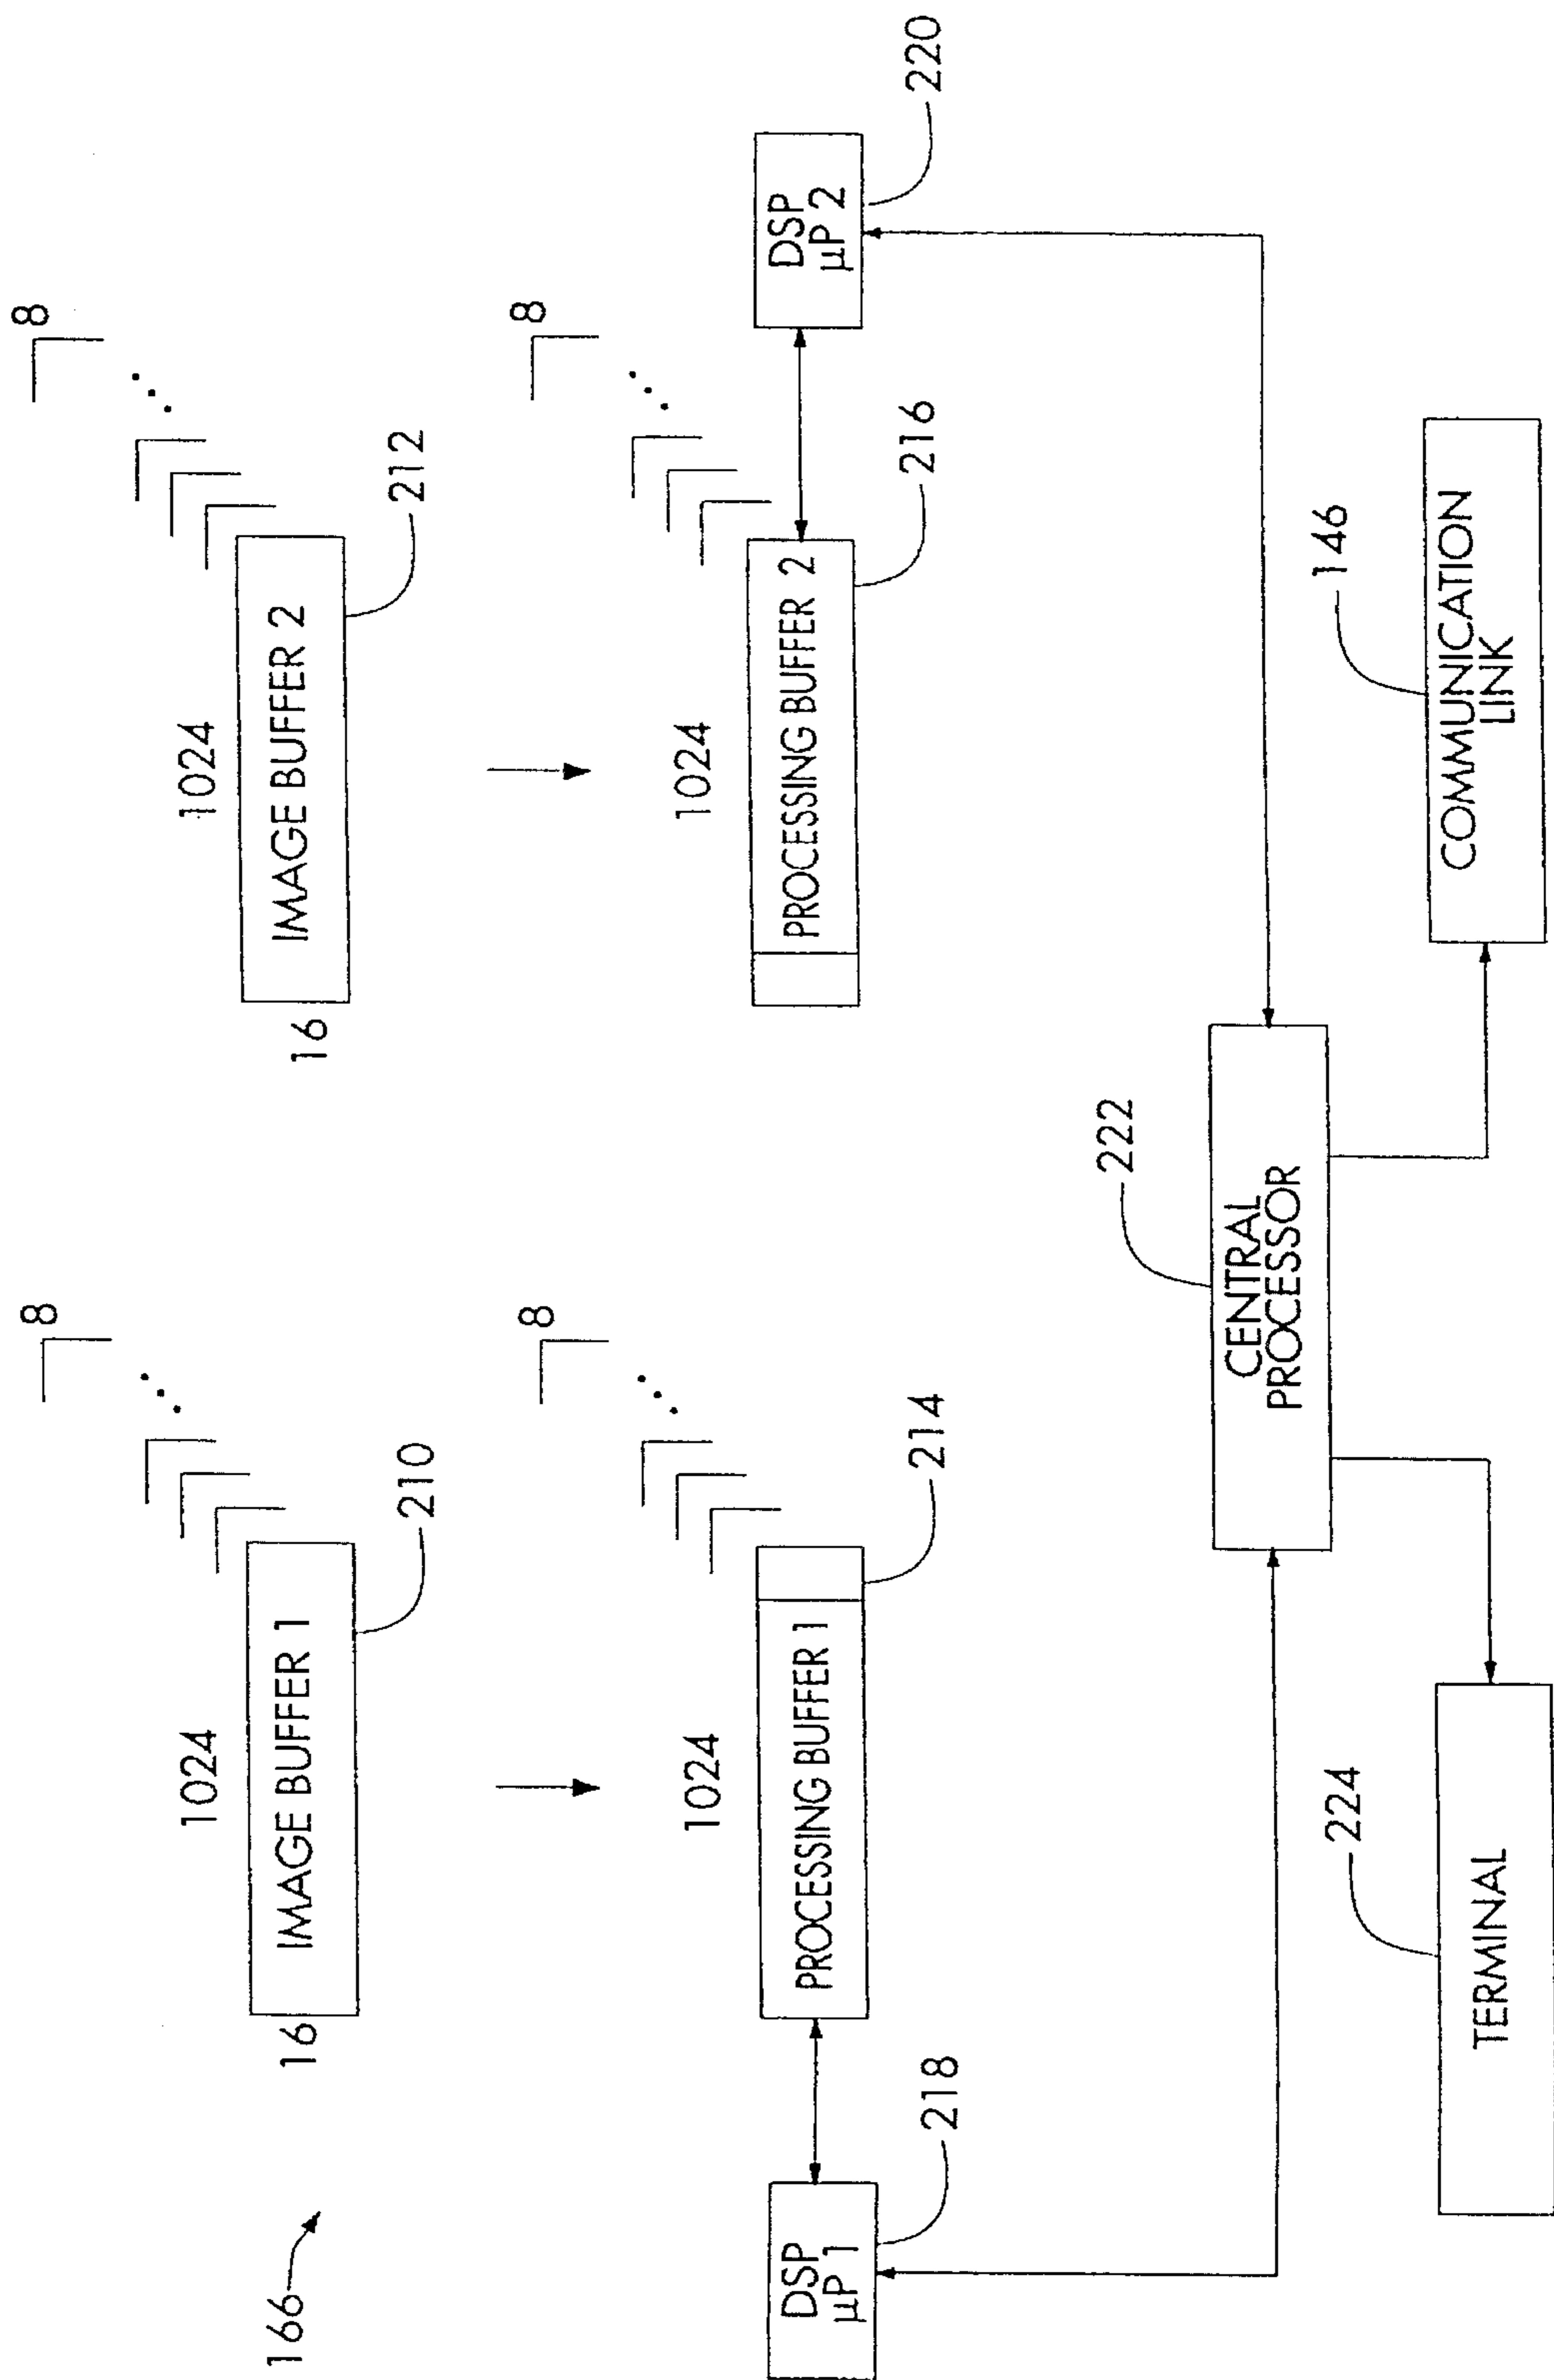 166
8
8
1024
1024
16
IMAGE BUFFER 1
210
16
IMAGE BUFFER 2
212
8
8
1024
1024
DSP
µP 1
218
PROCESSING BUFFER 1
214
PROCESSING BUFFER 2
216
DSP
µP 2
220
222
CENTRAL
PROCESSOR
224
TERMINAL
146
COMMUNICATION
LINK